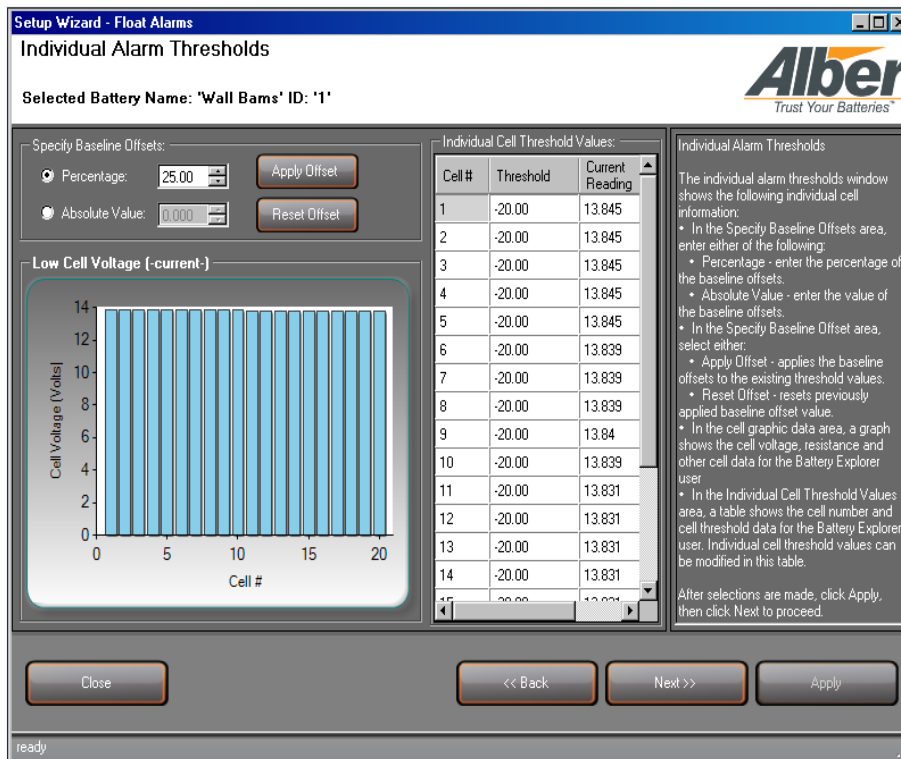 Setup Wizard - Float Alarms
Individual Alarm Thresholds
Selected Battery Name: 'Wall Bams' ID: '1'
Alber
Trust Your Batteries™
Specify Baseline Offsets:
Percentage: 25.00 Apply Offset
Absolute Value: 0.000 Reset Offset
Low Cell Voltage (-current-)
Cell Voltage (Volts)
14
12
10
8
6
4
2
0
0 5 10 15 20
Cell #
Individual Cell Threshold Values:
Cell # Threshold Current Reading
1 -20.00 13.845
2 -20.00 13.845
3 -20.00 13.845
4 -20.00 13.845
5 -20.00 13.845
6 -20.00 13.839
7 -20.00 13.839
8 -20.00 13.839
9 -20.00 13.84
10 -20.00 13.839
11 -20.00 13.831
12 -20.00 13.831
13 -20.00 13.831
14 -20.00 13.831
15 -20.00 13.831
Individual Alarm Thresholds
The individual alarm thresholds window
shows the following individual cell
information:
• In the Specify Baseline Offsets area,
enter either of the following:
• Percentage - enter the percentage of
the baseline offsets.
• Absolute Value - enter the value of
the baseline offsets.
• In the Specify Baseline Offset area,
select either:
• Apply Offset - applies the baseline
offsets to the existing threshold values.
• Reset Offset - resets previously
applied baseline offset value.
• In the cell graphic data area, a graph
shows the cell voltage, resistance and
other cell data for the Battery Explorer
user
• In the Individual Cell Threshold Values
area, a table shows the cell number and
cell threshold data for the Battery Explorer
user. Individual cell threshold values can
be modified in this table.
After selections are made, click Apply,
then click Next to proceed.
Close
<< Back
Next >>
Apply
ready